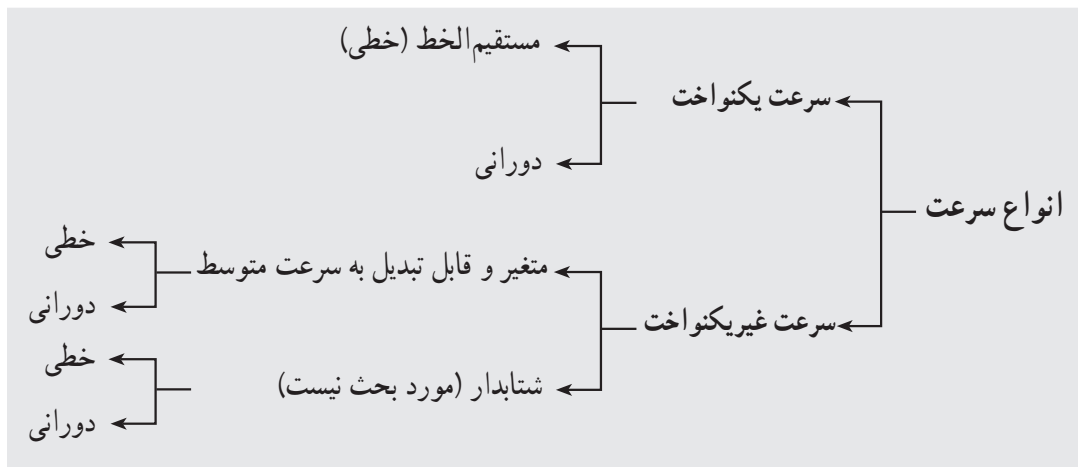 انواع سرعت
سرعت یکنواخت
مستقیم‌الخط (خطی)
دورانی
سرعت غیریکنواخت
متغیر و قابل تبدیل به سرعت متوسط
خطی
دورانی
شتابدار (مورد بحث نیست)
خطی
دورانی